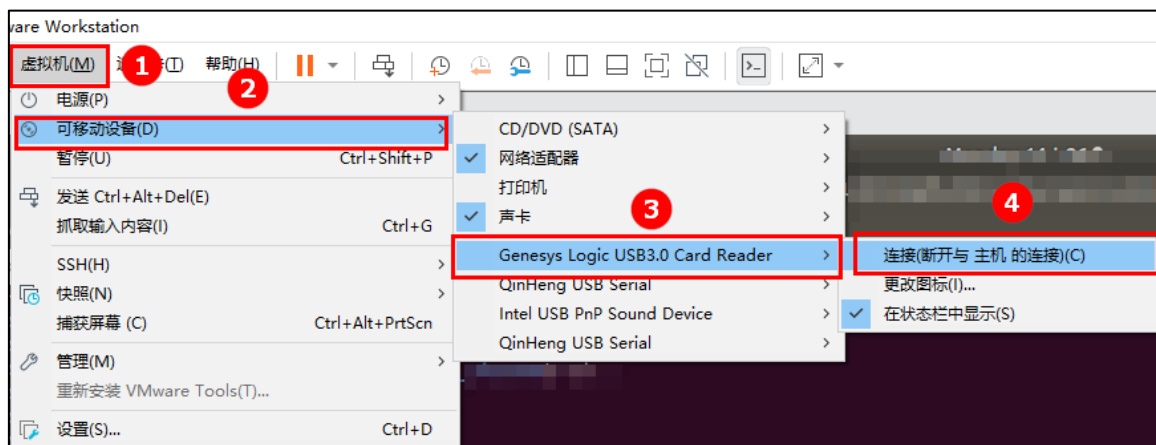 ware Workstation
虚拟机(M) (T) 帮助(H)
1
2
电源(P)
可移动设备(D)
暂停(U) Ctrl+Shift+P
发送 Ctrl+Alt+Del(E)
抓取输入内容(I) Ctrl+G
SSH(H)
快照(N)
捕获屏幕 (C) Ctrl+Alt+PrtScn
管理(M)
重新安装 VMware Tools(T)...
设置(S)... Ctrl+D
CD/DVD (SATA)
网络适配器
打印机
声卡
3
Genesys Logic USB3.0 Card Reader
QinHeng USB Serial
Intel USB PnP Sound Device
QinHeng USB Serial
4
连接(断开与 主机 的连接)(C)
更改图标(I)...
在状态栏中显示(S)